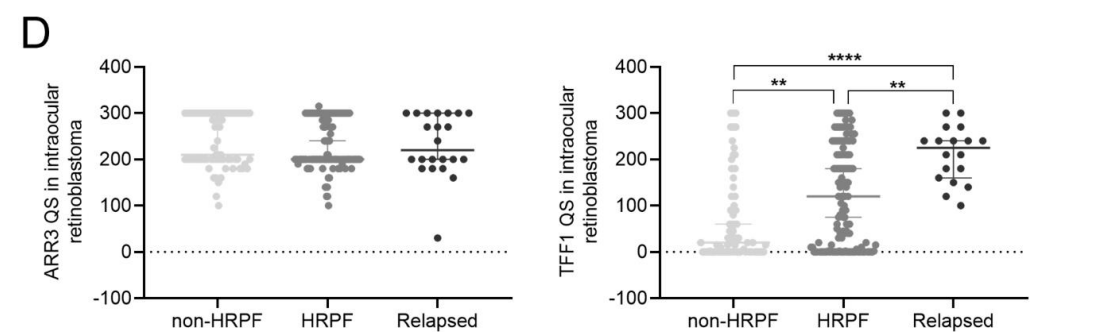 D
ARR3 QS in intraocular
retinoblastoma
400
300
200
100
0
-100
non-HRPF HRPF Relapsed
TFF1 QS in intraocular
retinoblastoma
400
300
200
100
0
-100
****
** **
non-HRPF HRPF Relapsed